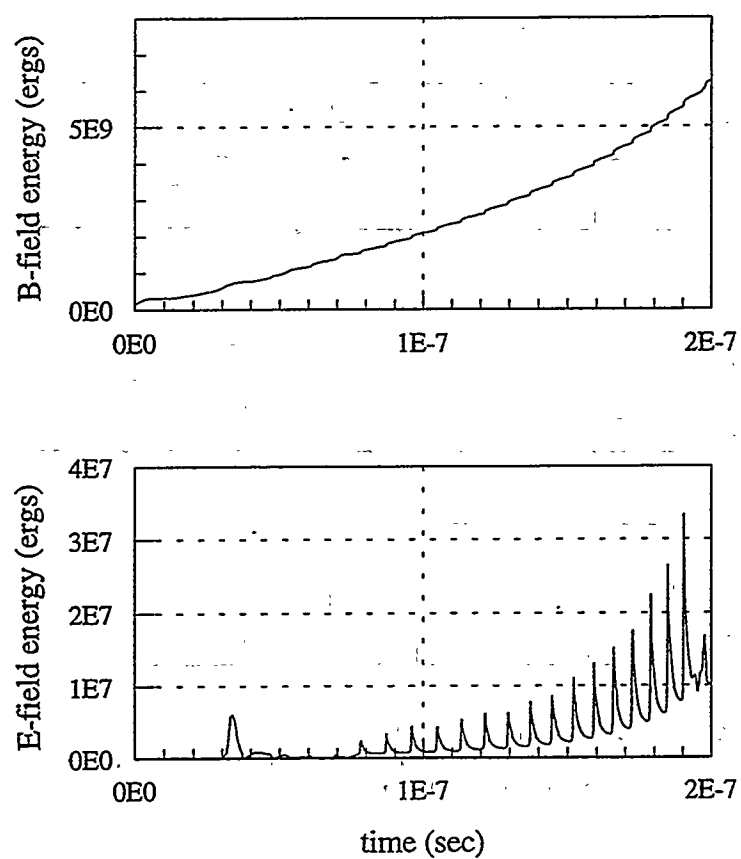 B-field energy (ergs)
5E9
0E0
0E0
1E-7
2E-7
E-field energy (ergs)
4E7
3E7
2E7
1E7
0E0
0E0
1E-7
2E-7
time (sec)